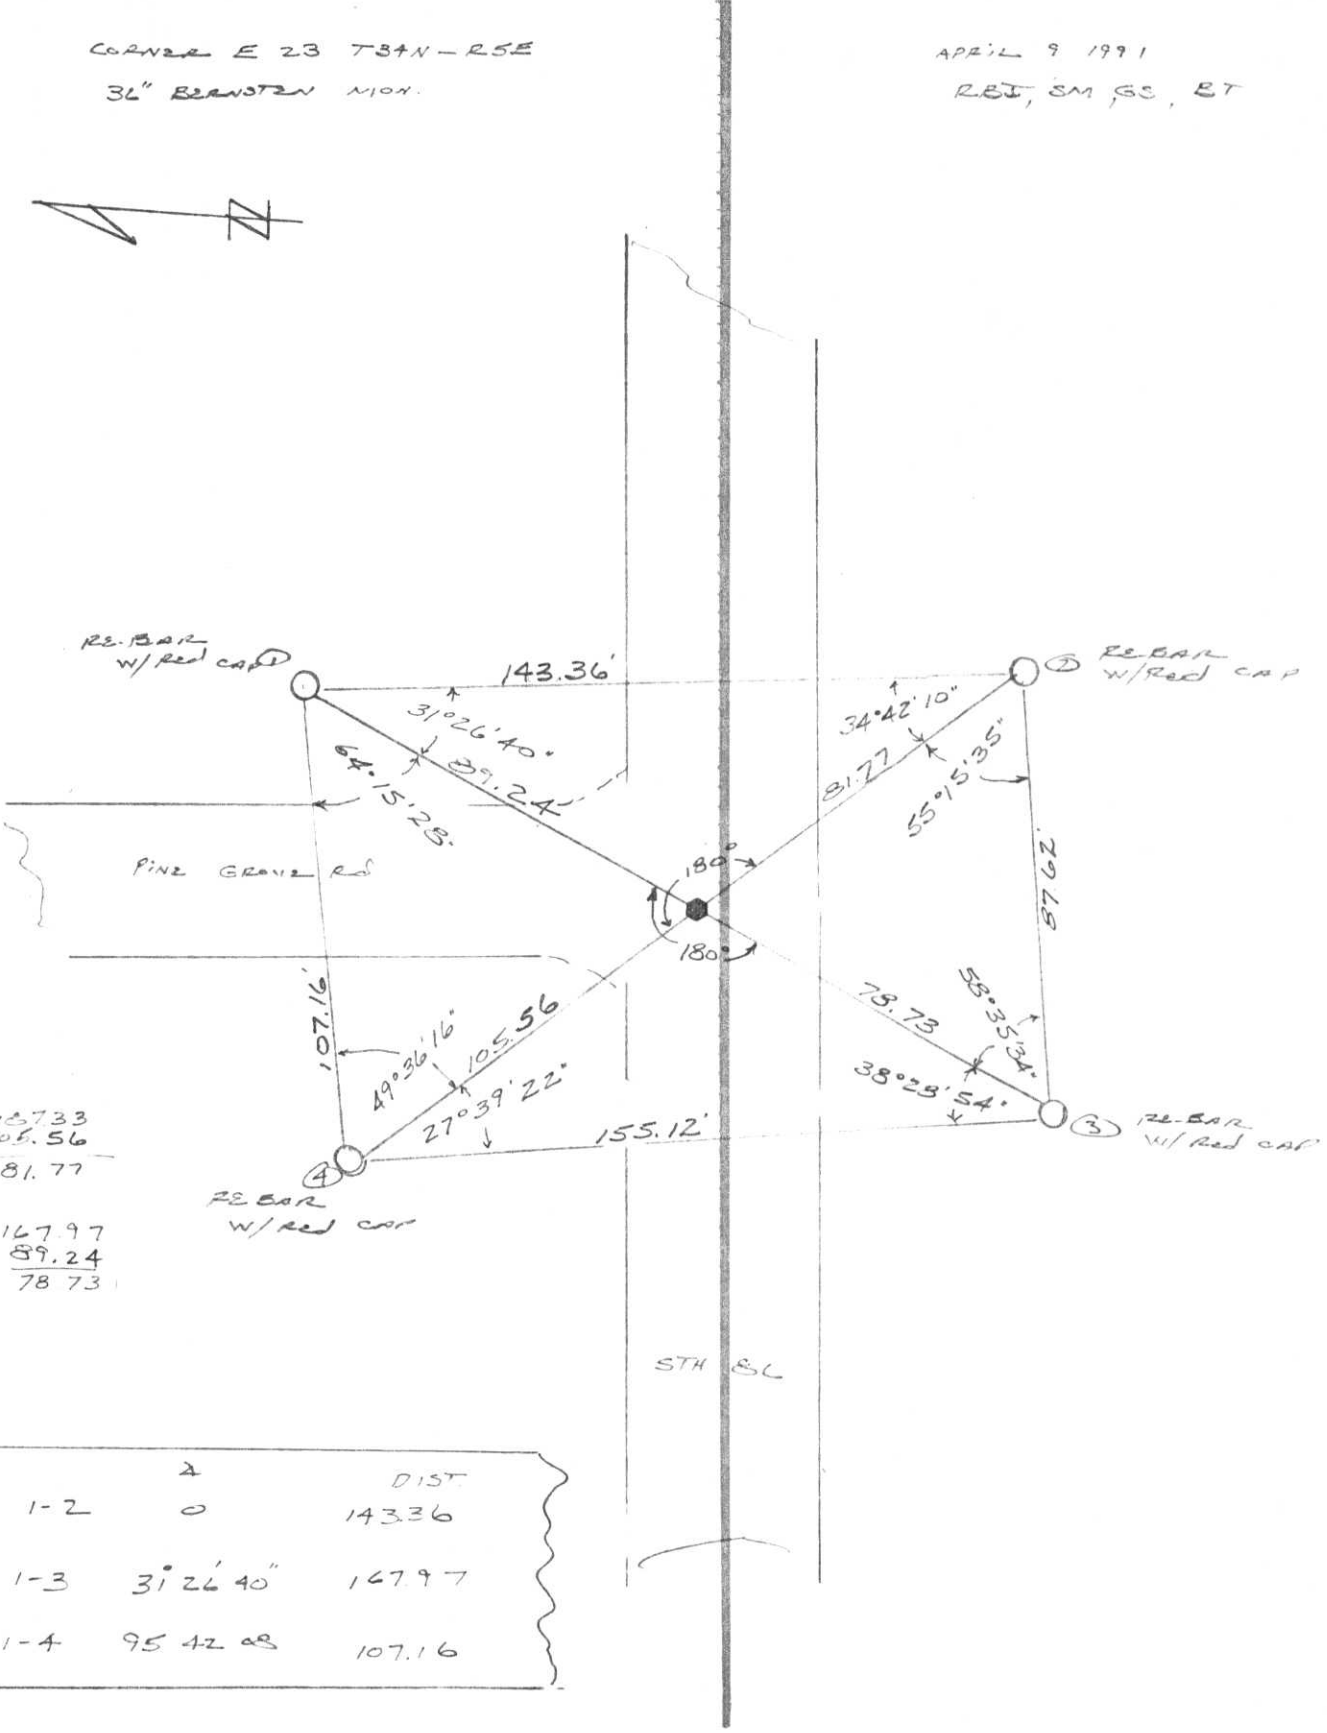 CORNER E 23 T34N-R5E
36" BERNSTEN MON.
APRIL 9 1991
RBI, SM, GS, BT
N
RE-BAR
W/Red CAP 1
143.36'
2 RE-BAR
W/Red CAP
31°26'40"
34°42'10"
64°15'28"
89.24
81.77
55°15'35"
PINE GROVE Rd
180°
180°
87.62'
107.16'
105.56
78.73
58°35'34"
49°36'16"
27°39'22"
38°28'54"
155.12'
3 RE-BAR
W/Red CAP
4
RE BAR
W/Red CAP
87.33
05.56
81.77
167.97
89.24
78.73
STH 86
DIST.
1-2 0 143.36
1-3 31°26'40" 167.97
1-4 95 42 08 107.16